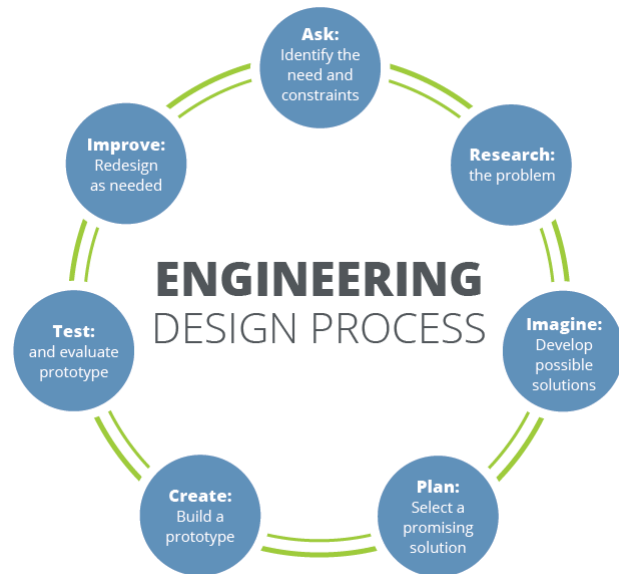 Ask:
Identify the
need and
constraints
Research:
the problem
Imagine:
Develop
possible
solutions
Plan:
Select a
promising
solution
Create:
Build a
prototype
Test:
and evaluate
prototype
Improve:
Redesign
as needed
ENGINEERING
DESIGN PROCESS